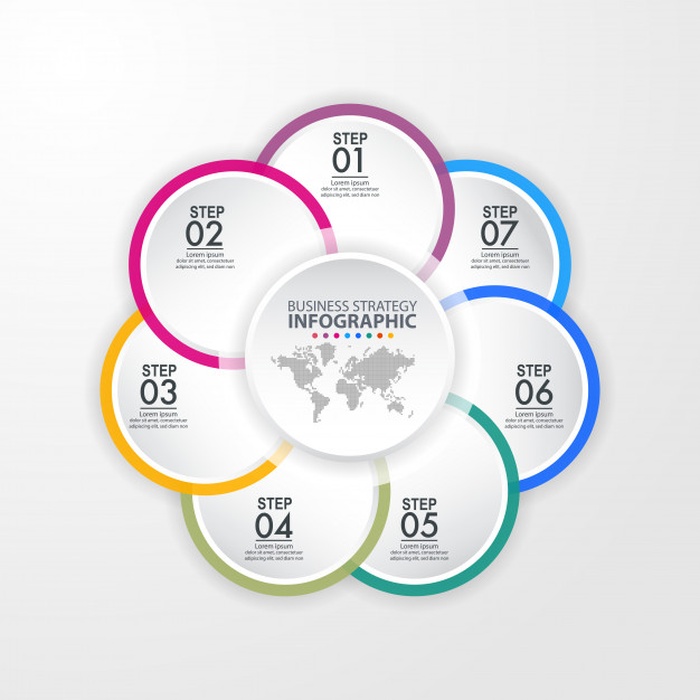 STEP
01
Lorem ipsum
dolor sit amet, consectetuer
adipiscing elit, sed diam non
STEP
02
Lorem ipsum
dolor sit amet, consectetuer
adipiscing elit, sed diam non
STEP
07
Lorem ipsum
dolor sit amet, consectetuer
adipiscing elit, sed diam non
BUSINESS STRATEGY
INFOGRAPHIC
STEP
03
Lorem ipsum
dolor sit amet, consectetuer
adipiscing elit, sed diam non
STEP
06
Lorem ipsum
dolor sit amet, consectetuer
adipiscing elit, sed diam non
STEP
04
Lorem ipsum
dolor sit amet, consectetuer
adipiscing elit, sed diam non
STEP
05
Lorem ipsum
dolor sit amet, consectetuer
adipiscing elit, sed diam non